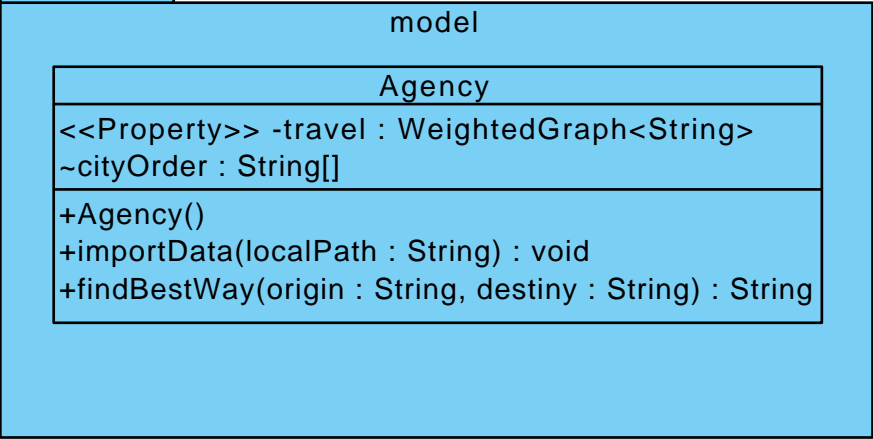 model
Agency
<<Property>> -travel : WeightedGraph<String>
~cityOrder : String[]
+Agency()
+importData(localPath : String) : void
+findBestWay(origin : String, destiny : String) : String